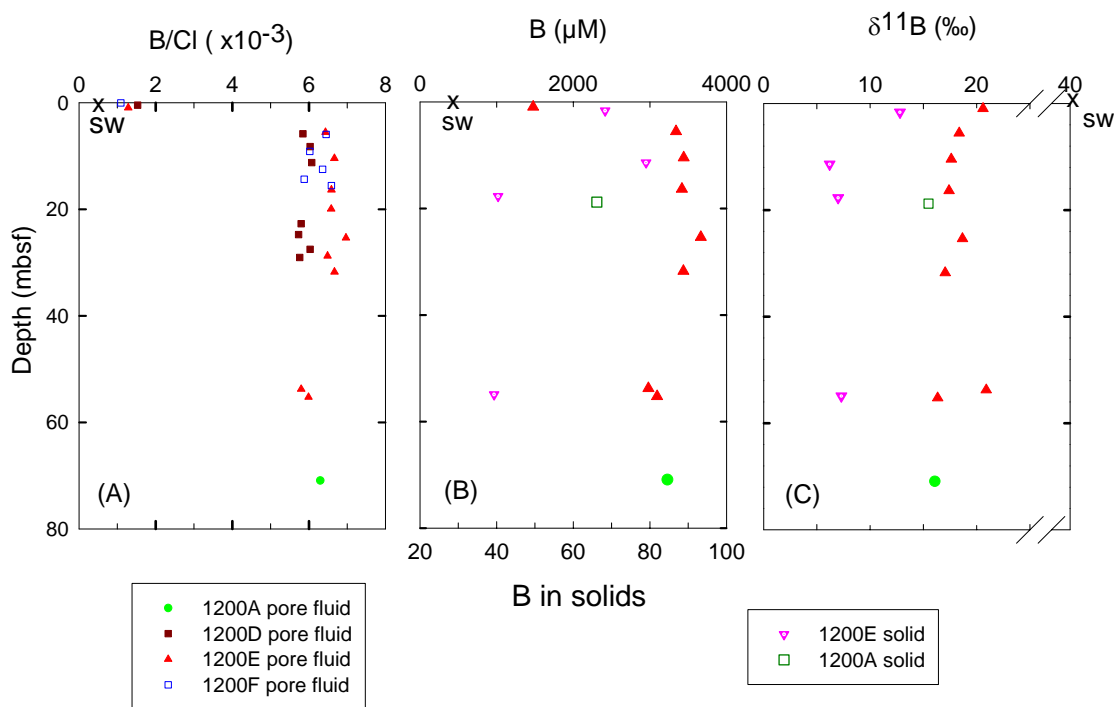 B/Cl ( x10⁻³)
B (µM)
δ¹¹B (‰)
0 2 4 6 8
0 2000 4000
0 10 20 40
x
SW
x
SW
x
SW
0
20
40
60
80
Depth (mbsf)
(A)
(B)
(C)
20 40 60 80 100
B in solids
1200A pore fluid
1200D pore fluid
1200E pore fluid
1200F pore fluid
1200E solid
1200A solid